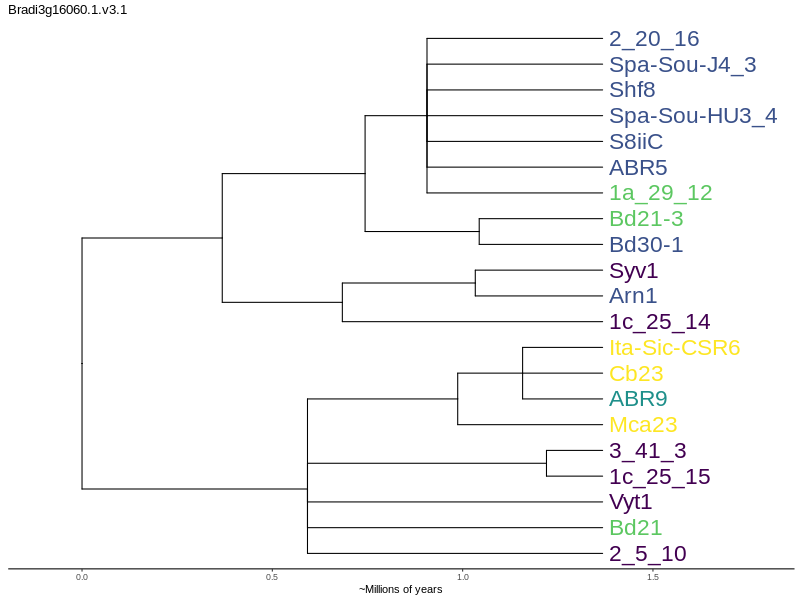 Bradi3g16060.1.v3.1
2_20_16
Spa-Sou-J4_3
Shf8
Spa-Sou-HU3_4
S8iiC
ABR5
1a_29_12
Bd21-3
Bd30-1
Syv1
Arn1
1c_25_14
Ita-Sic-CSR6
Cb23
ABR9
Mca23
3_41_3
1c_25_15
Vyt1
Bd21
2_5_10
0.0 0.5 1.0 1.5
~Millions of years